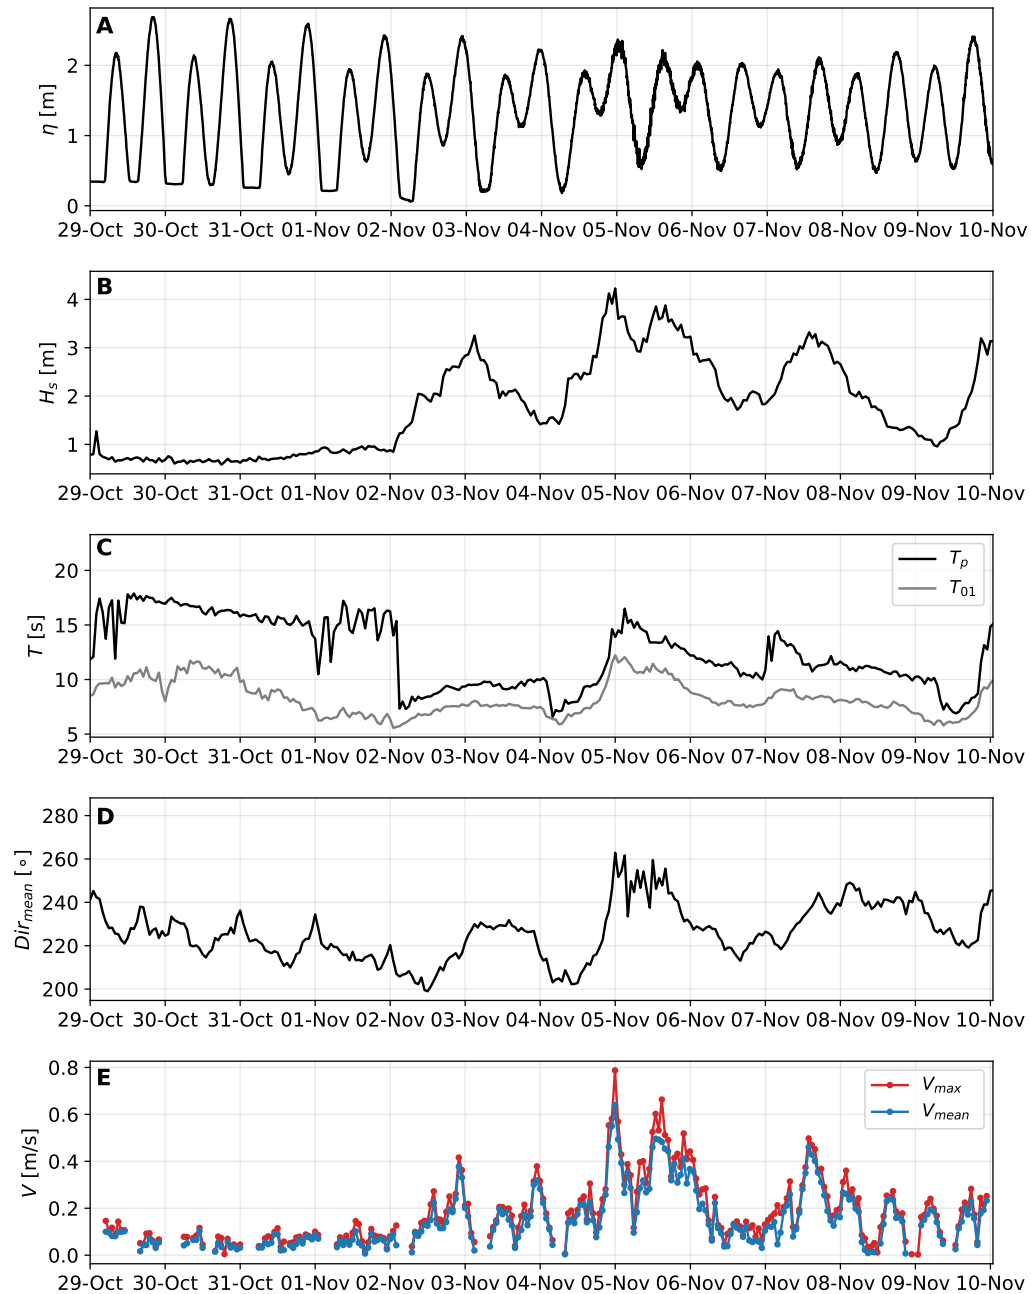 A
η [m]
2
1
0
29-Oct 30-Oct 31-Oct 01-Nov 02-Nov 03-Nov 04-Nov 05-Nov 06-Nov 07-Nov 08-Nov 09-Nov 10-Nov
B
H_s [m]
4
3
2
1
29-Oct 30-Oct 31-Oct 01-Nov 02-Nov 03-Nov 04-Nov 05-Nov 06-Nov 07-Nov 08-Nov 09-Nov 10-Nov
C
T [s]
20
15
10
5
T_p
T_01
29-Oct 30-Oct 31-Oct 01-Nov 02-Nov 03-Nov 04-Nov 05-Nov 06-Nov 07-Nov 08-Nov 09-Nov 10-Nov
D
Dir_mean [∘]
280
260
240
220
200
29-Oct 30-Oct 31-Oct 01-Nov 02-Nov 03-Nov 04-Nov 05-Nov 06-Nov 07-Nov 08-Nov 09-Nov 10-Nov
E
V [m/s]
0.8
0.6
0.4
0.2
0.0
V_max
V_mean
29-Oct 30-Oct 31-Oct 01-Nov 02-Nov 03-Nov 04-Nov 05-Nov 06-Nov 07-Nov 08-Nov 09-Nov 10-Nov